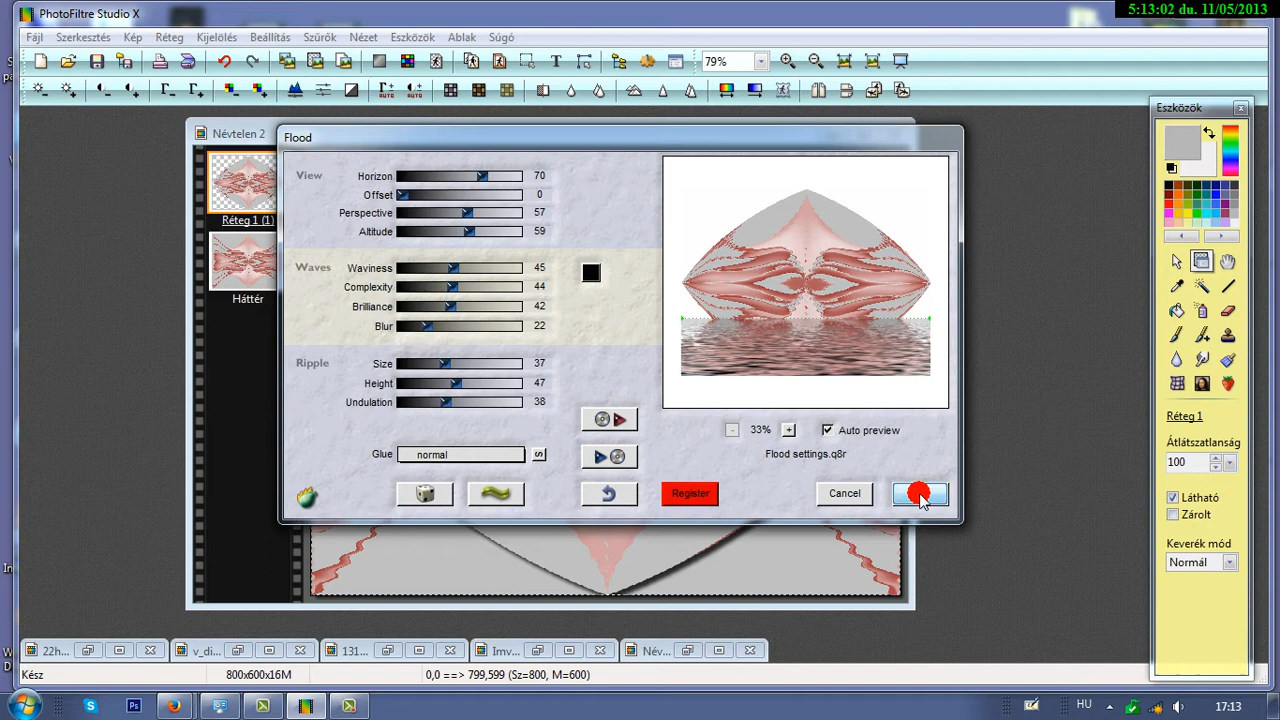 5:13:02 du. 11/05/2013
PhotoFiltre Studio X
Fájl Szerkesztés Kép Réteg Kijelölés Beállítás Szűrők Nézet Eszközök Ablak Súgó
79%
Névtelen 2
Réteg 1 (1)
Háttér
Flood
View
Horizon 70
Offset 0
Perspective 57
Altitude 59
Waves
Waviness 45
Complexity 44
Brilliance 42
Blur 22
Ripple
Size 37
Height 47
Undulation 38
Glue normal
- 33% +
Auto preview
Flood settings.q8r
Register
Cancel
Eszközök
Réteg 1
Átlátszatlanság
100
Látható
Zárolt
Keverék mód
Normál
22h...
v_di...
131...
Imv...
Név...
Kész
800x600x16M
0,0 ==> 799,599 (Sz=800, M=600)
Ps
HU
17:13